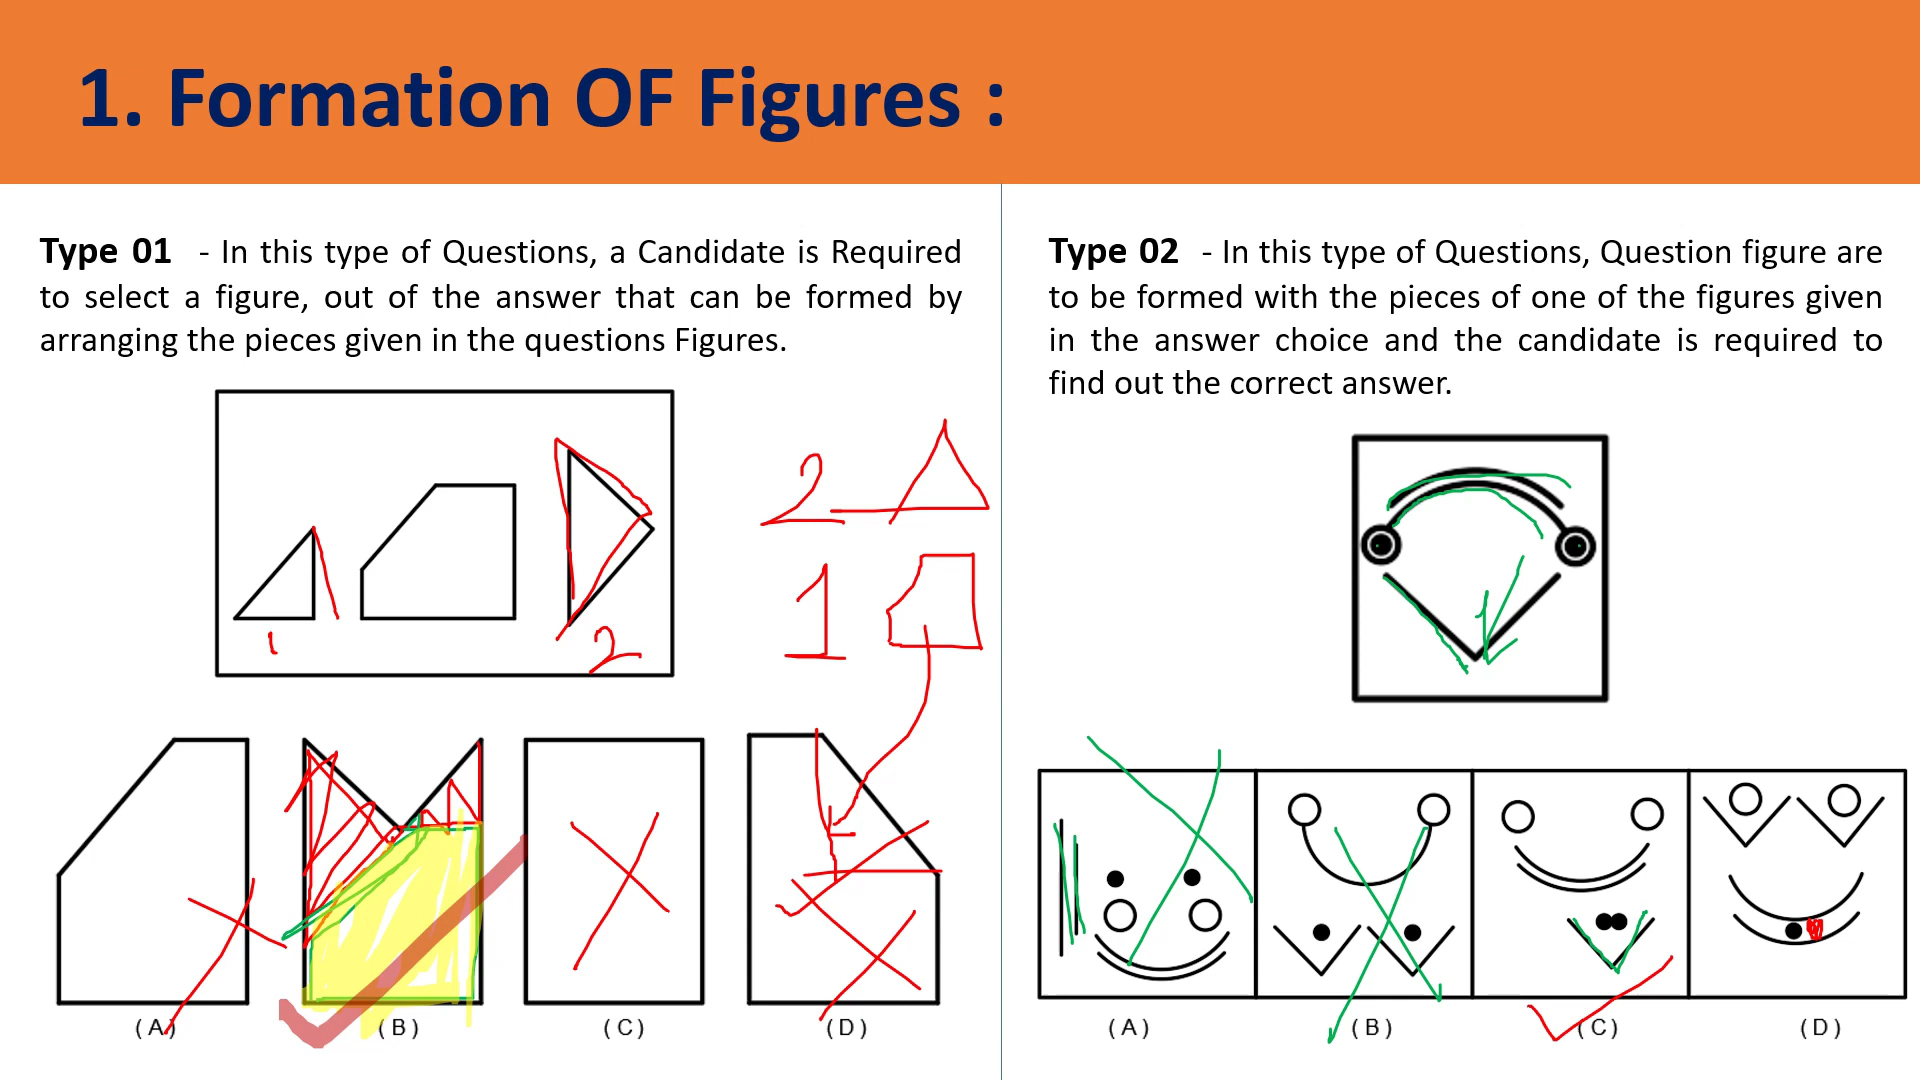 1. Formation OF Figures :
Type 01 - In this type of Questions, a Candidate is Required
to select a figure, out of the answer that can be formed by
arranging the pieces given in the questions Figures.
1
2
2
1
(A)
(B)
(C)
(D)
Type 02 - In this type of Questions, Question figure are
to be formed with the pieces of one of the figures given
in the answer choice and the candidate is required to
find out the correct answer.
1
(A)
(B)
(C)
(D)